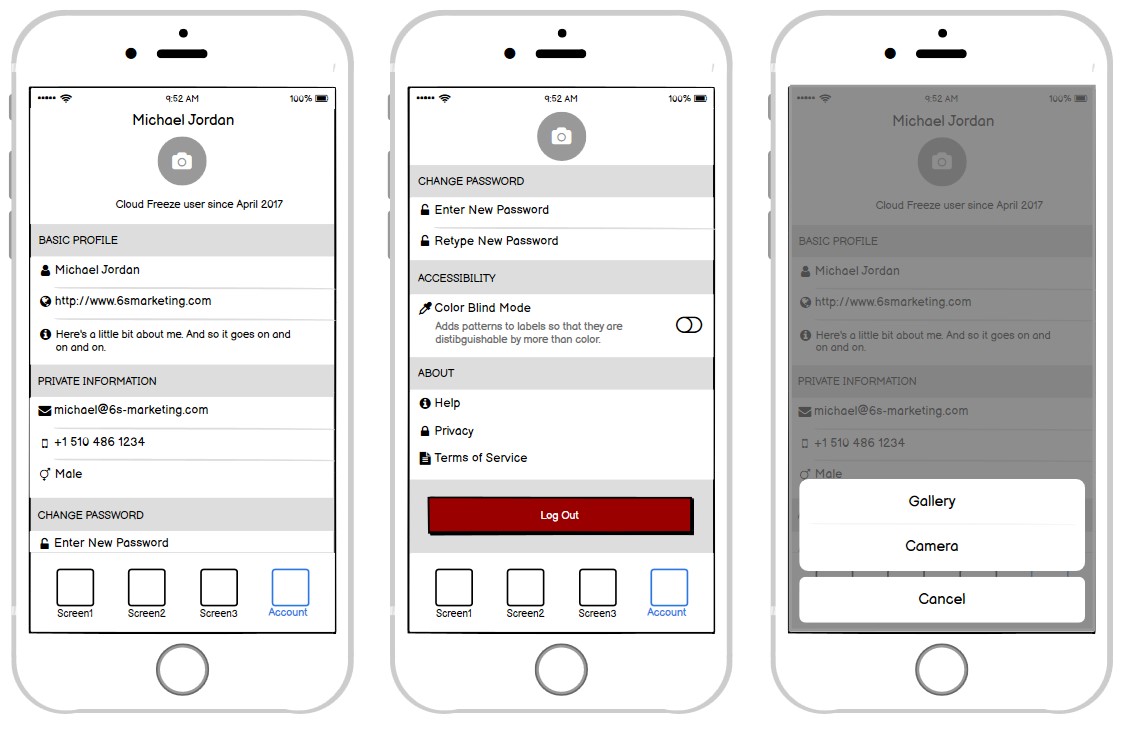 9:52 AM 100%
Michael Jordan
Cloud Freeze user since April 2017
BASIC PROFILE
Michael Jordan
http://www.6smarketing.com
Here's a little bit about me. And so it goes on and
on and on.
PRIVATE INFORMATION
michael@6s-marketing.com
+1 510 486 1234
Male
CHANGE PASSWORD
Enter New Password
Screen1 Screen2 Screen3 Account
9:52 AM 100%
CHANGE PASSWORD
Enter New Password
Retype New Password
ACCESSIBILITY
Color Blind Mode
Adds patterns to labels so that they are
distibguishable by more than color.
ABOUT
Help
Privacy
Terms of Service
Log Out
Screen1 Screen2 Screen3 Account
9:52 AM 100%
Michael Jordan
Cloud Freeze user since April 2017
BASIC PROFILE
Michael Jordan
http://www.6smarketing.com
Here's a little bit about me. And so it goes on and
on and on.
PRIVATE INFORMATION
michael@6s-marketing.com
+1 510 486 1234
Male
Gallery
Camera
Cancel